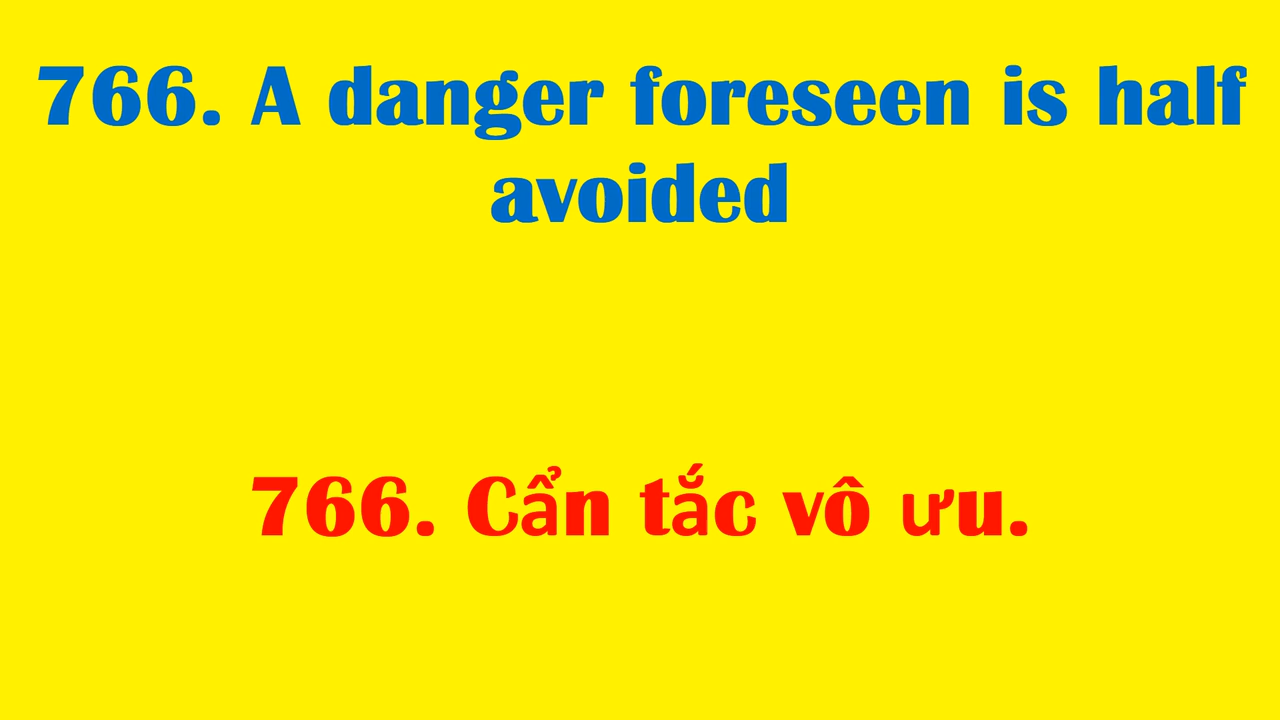 766. A danger foreseen is half
avoided
766. Cẩn tắc vô ưu.